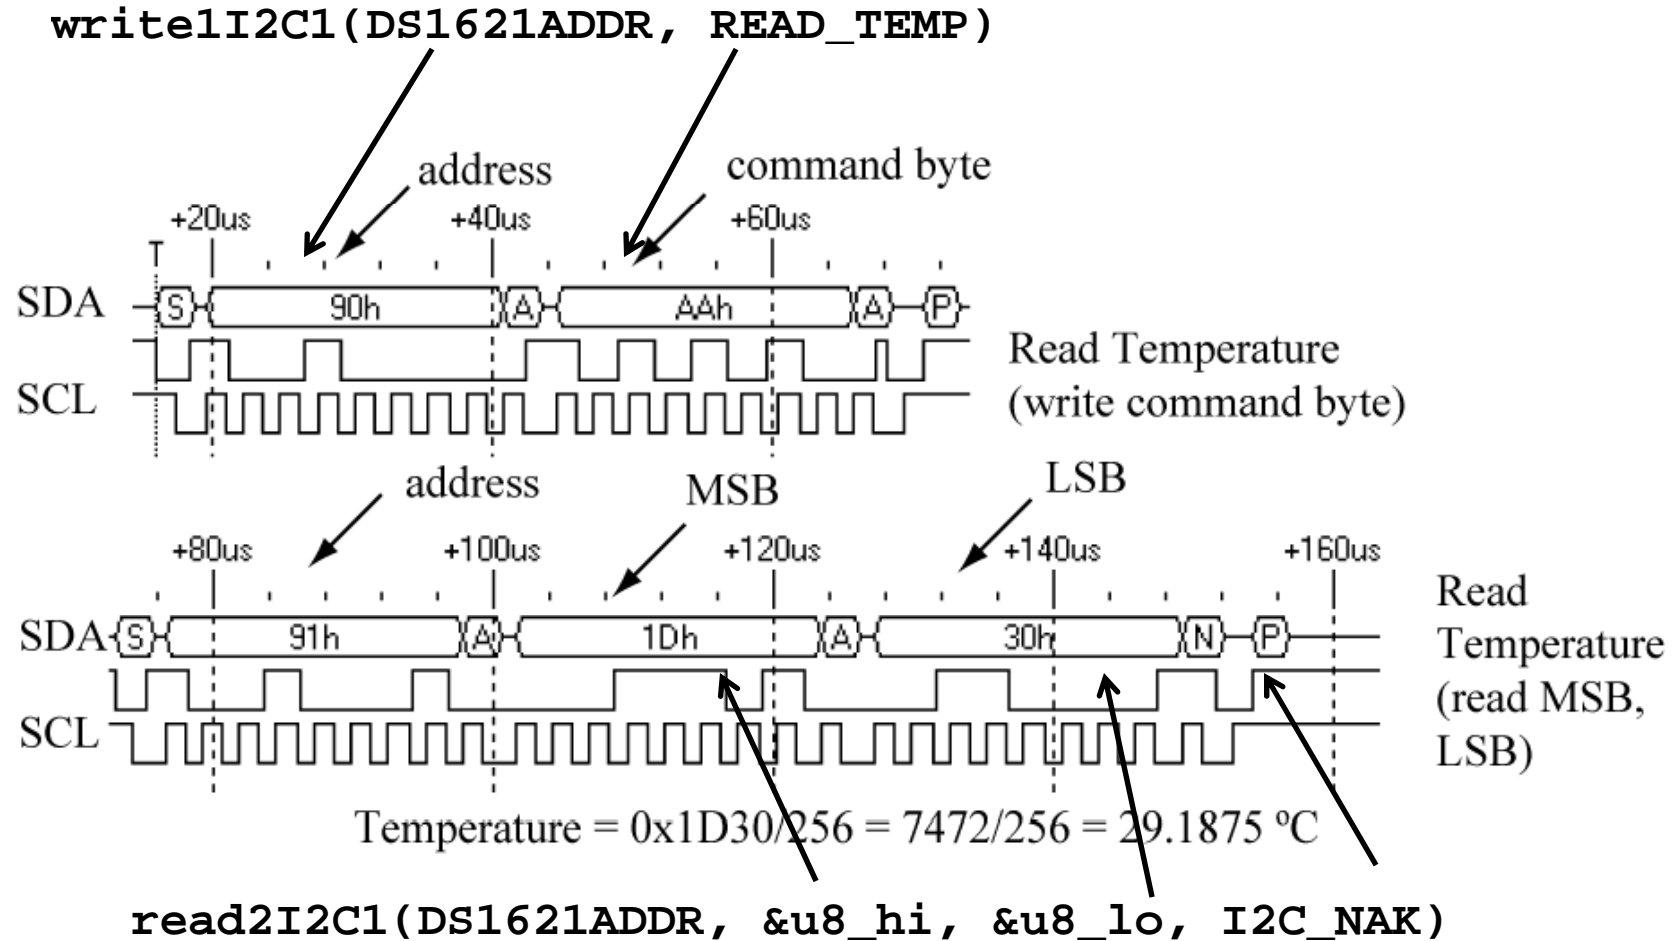 write1I2C1(DS1621ADDR, READ_TEMP)
address
command byte
+20us +40us +60us
SDA S 90h A AAh A P
Read Temperature
(write command byte)
SCL
address MSB LSB
+80us +100us +120us +140us +160us
SDA S 91h A 1Dh A 30h N P
SCL
Read
Temperature
(read MSB,
LSB)
Temperature = 0x1D30/256 = 7472/256 = 29.1875 ºC
read2I2C1(DS1621ADDR, &u8_hi, &u8_lo, I2C_NAK)